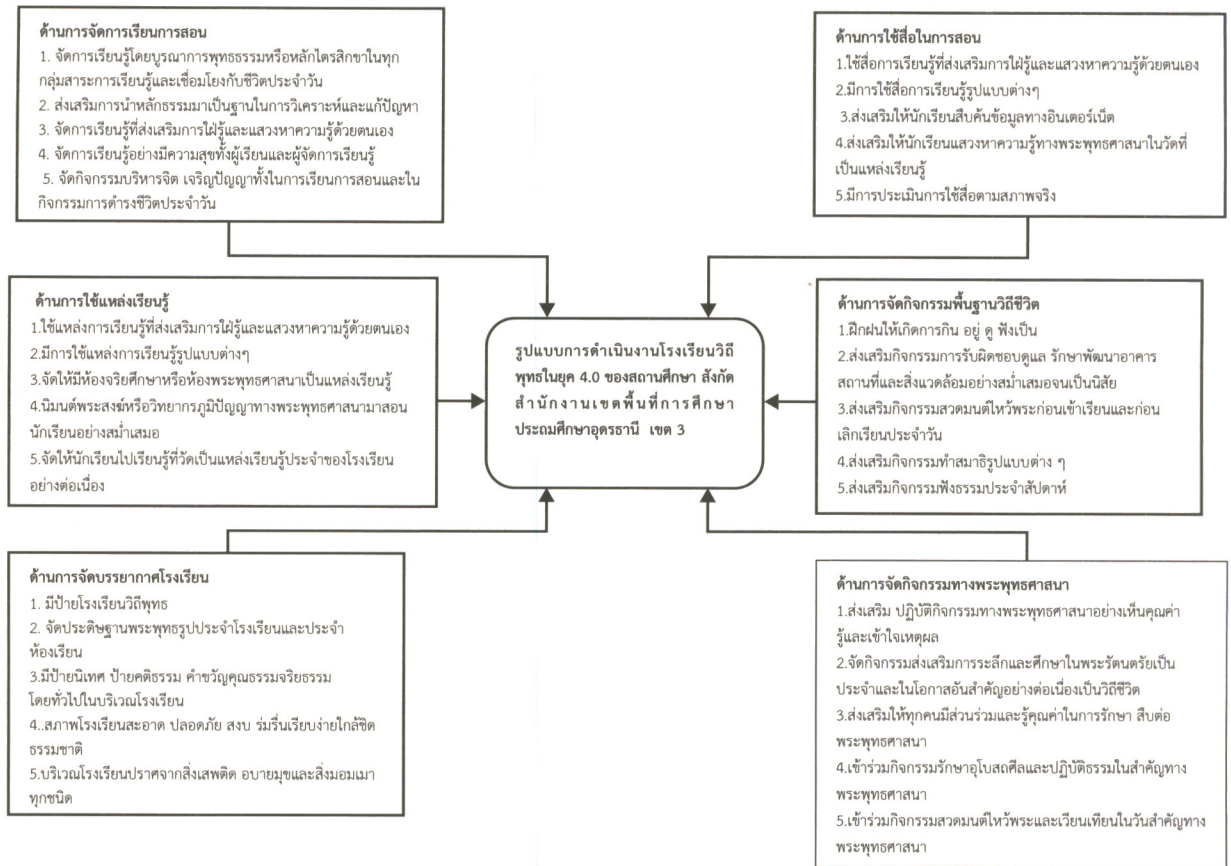 ด้านการจัดการเรียนการสอน
1. จัดการเรียนรู้โดยบูรณาการพุทธธรรมหรือหลักไตรสิกขาในทุก
กลุ่มสาระการเรียนรู้และเชื่อมโยงกับชีวิตประจำวัน
2. ส่งเสริมการนำหลักธรรมมาเป็นฐานในการวิเคราะห์และแก้ปัญหา
3. จัดการเรียนรู้ที่ส่งเสริมการใฝ่รู้และแสวงหาความรู้ด้วยตนเอง
4. จัดการเรียนรู้อย่างมีความสุขทั้งผู้เรียนและผู้จัดการเรียนรู้
5. จัดกิจกรรมบริหารจิต เจริญปัญญาทั้งในการเรียนการสอนและใน
กิจกรรมการดำรงชีวิตประจำวัน
ด้านการใช้สื่อในการสอน
1.ใช้สื่อการเรียนรู้ที่ส่งเสริมการใฝ่รู้และแสวงหาความรู้ด้วยตนเอง
2.มีการใช้สื่อการเรียนรู้รูปแบบต่างๆ
3.ส่งเสริมให้นักเรียนสืบค้นข้อมูลทางอินเตอร์เน็ต
4.ส่งเสริมให้นักเรียนแสวงหาความรู้ทางพระพุทธศาสนาในวัดที่
เป็นแหล่งเรียนรู้
5.มีการประเมินการใช้สื่อตามสภาพจริง
ด้านการใช้แหล่งเรียนรู้
1.ใช้แหล่งการเรียนรู้ที่ส่งเสริมการใฝ่รู้และแสวงหาความรู้ด้วยตนเอง
2.มีการใช้แหล่งการเรียนรู้รูปแบบต่างๆ
3.จัดให้มีห้องจริยศึกษาหรือห้องพระพุทธศาสนาเป็นแหล่งเรียนรู้
4.นิมนต์พระสงฆ์หรือวิทยากรภูมิปัญญาทางพระพุทธศาสนามาสอน
นักเรียนอย่างสม่ำเสมอ
5.จัดให้นักเรียนไปเรียนรู้ที่วัดเป็นแหล่งเรียนรู้ประจำของโรงเรียน
อย่างต่อเนื่อง
รูปแบบการดำเนินงานโรงเรียนวิถี
พุทธในยุค 4.0 ของสถานศึกษา สังกัด
สำนักงานเขตพื้นที่การศึกษา
ประถมศึกษาอุดรธานี เขต 3
ด้านการจัดกิจกรรมพื้นฐานวิถีชีวิต
1.ฝึกฝนให้เกิดการกิน อยู่ ดู ฟังเป็น
2.ส่งเสริมกิจกรรมการรับผิดชอบดูแล รักษาพัฒนาอาคาร
สถานที่และสิ่งแวดล้อมอย่างสม่ำเสมอจนเป็นนิสัย
3.ส่งเสริมกิจกรรมสวดมนต์ไหว้พระก่อนเข้าเรียนและก่อน
เลิกเรียนประจำวัน
4.ส่งเสริมกิจกรรมทำสมาธิรูปแบบต่าง ๆ
5.ส่งเสริมกิจกรรมฟังธรรมประจำสัปดาห์
ด้านการจัดบรรยากาศโรงเรียน
1. มีป้ายโรงเรียนวิถีพุทธ
2. จัดประดิษฐานพระพุทธรูปประจำโรงเรียนและประจำ
ห้องเรียน
3.มีป้ายนิเทศ ป้ายคติธรรม คำขวัญคุณธรรมจริยธรรม
โดยทั่วไปในบริเวณโรงเรียน
4..สภาพโรงเรียนสะอาด ปลอดภัย สงบ ร่มรื่นเรียบง่ายใกล้ชิด
ธรรมชาติ
5.บริเวณโรงเรียนปราศจากสิ่งเสพติด อบายมุขและสิ่งมอมเมา
ทุกชนิด
ด้านการจัดกิจกรรมทางพระพุทธศาสนา
1.ส่งเสริม ปฏิบัติกิจกรรมทางพระพุทธศาสนาอย่างเห็นคุณค่า
รู้และเข้าใจเหตุผล
2.จัดกิจกรรมส่งเสริมการระลึกและศึกษาในพระรัตนตรัยเป็น
ประจำและในโอกาสอันสำคัญอย่างต่อเนื่องเป็นวิถีชีวิต
3.ส่งเสริมให้ทุกคนมีส่วนร่วมและรู้คุณค่าในการรักษา สืบต่อ
พระพุทธศาสนา
4.เข้าร่วมกิจกรรมรักษาอุโบสถศีลและปฏิบัติธรรมในสำคัญทาง
พระพุทธศาสนา
5.เข้าร่วมกิจกรรมสวดมนต์ไหว้พระและเวียนเทียนในวันสำคัญทาง
พระพุทธศาสนา